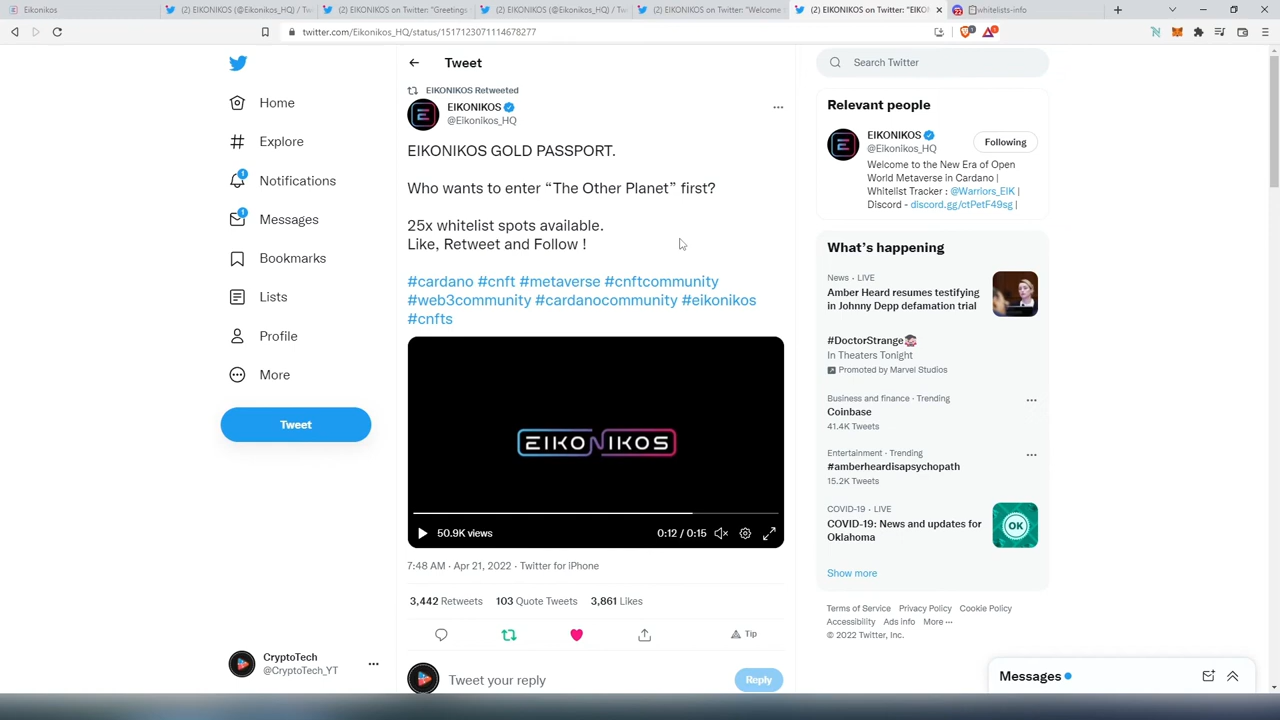 Eikonikos
(2) EIKONIKOS (@Eikonikos_HQ) / Tw
(2) EIKONIKOS on Twitter: "Greetings
(2) EIKONIKOS (@Eikonikos_HQ) / Tw
(2) EIKONIKOS on Twitter: "Welcome
(2) EIKONIKOS on Twitter: "EIKO
whitelists-info
twitter.com/Eikonikos_HQ/status/1517123071114678277
Home
Explore
Notifications
1
Messages
1
Bookmarks
Lists
Profile
More
Tweet
CryptoTech
@CryptoTech_YT
Tweet
EIKONIKOS Retweeted
EIKONIKOS
@Eikonikos_HQ
EIKONIKOS GOLD PASSPORT.
Who wants to enter “The Other Planet” first?
25x whitelist spots available.
Like, Retweet and Follow !
#cardano #cnft #metaverse #cnftcommunity
#web3community #cardanocommunity #eikonikos
#cnfts
EIKONIKOS
50.9K views
0:12 / 0:15
7:48 AM · Apr 21, 2022 · Twitter for iPhone
3,442 Retweets 103 Quote Tweets 3,861 Likes
Tip
Tweet your reply
Reply
Search Twitter
Relevant people
EIKONIKOS
@Eikonikos_HQ
Following
Welcome to the New Era of Open
World Metaverse in Cardano |
Whitelist Tracker : @Warriors_EIK |
Discord - discord.gg/ctPetF49sg |
What's happening
News · LIVE
Amber Heard resumes testifying
in Johnny Depp defamation trial
#DoctorStrange
In Theaters Tonight
Promoted by Marvel Studios
Business and finance · Trending
Coinbase
41.4K Tweets
Entertainment · Trending
#amberheardisapsychopath
15.2K Tweets
COVID-19 · LIVE
COVID-19: News and updates for
Oklahoma
OK
Show more
Terms of Service Privacy Policy Cookie Policy
Accessibility Ads info More ···
© 2022 Twitter, Inc.
Messages